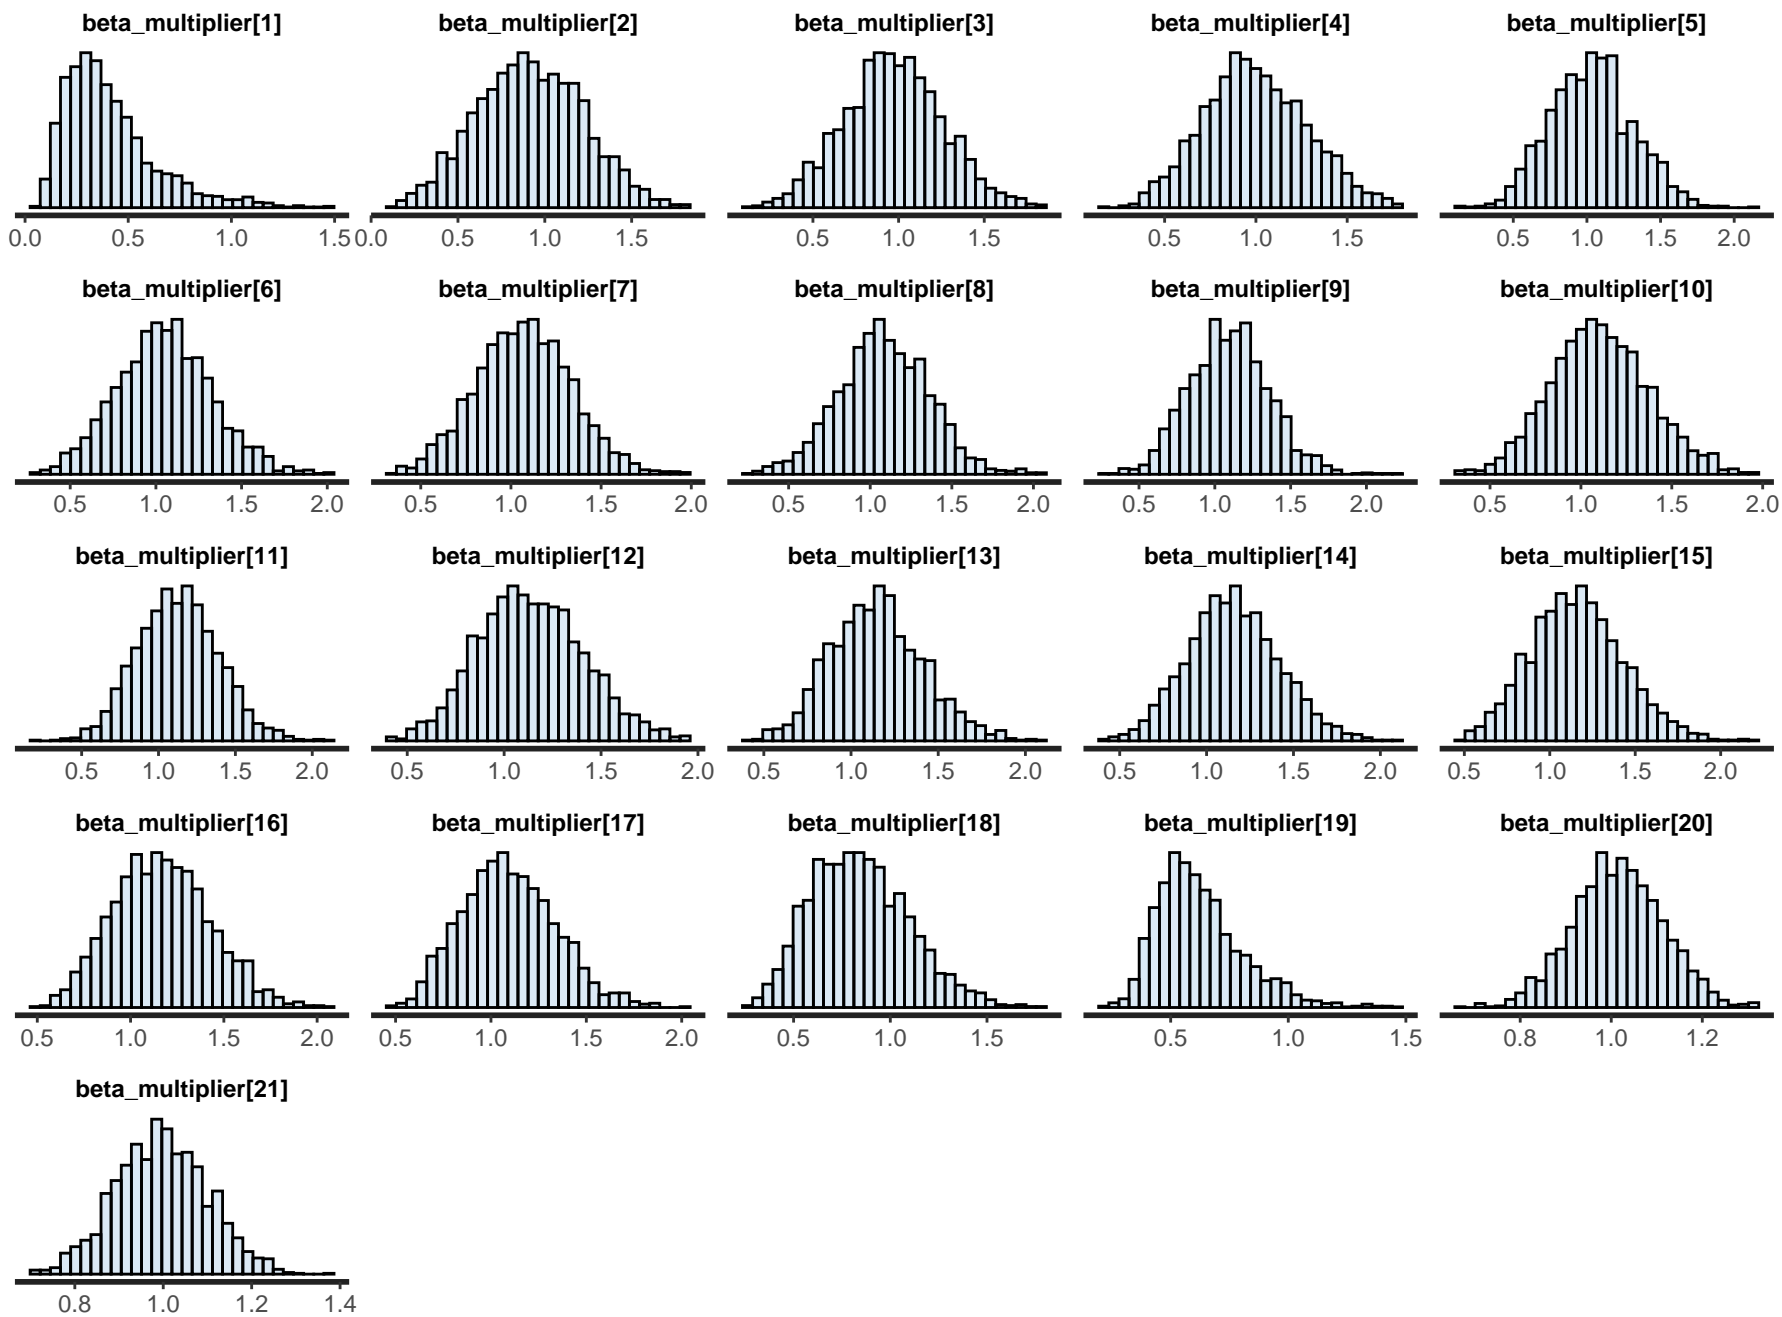 beta_multiplier[1] beta_multiplier[2] beta_multiplier[3] beta_multiplier[4] beta_multiplier[5]
0.0 0.5 1.0 1.5 0.0 0.5 1.0 1.5 0.5 1.0 1.5 0.5 1.0 1.5 0.5 1.0 1.5 2.0
beta_multiplier[6] beta_multiplier[7] beta_multiplier[8] beta_multiplier[9] beta_multiplier[10]
0.5 1.0 1.5 2.0 0.5 1.0 1.5 2.0 0.5 1.0 1.5 2.0 0.5 1.0 1.5 2.0 0.5 1.0 1.5 2.0
beta_multiplier[11] beta_multiplier[12] beta_multiplier[13] beta_multiplier[14] beta_multiplier[15]
0.5 1.0 1.5 2.0 0.5 1.0 1.5 2.0 0.5 1.0 1.5 2.0 0.5 1.0 1.5 2.0 0.5 1.0 1.5 2.0
beta_multiplier[16] beta_multiplier[17] beta_multiplier[18] beta_multiplier[19] beta_multiplier[20]
0.5 1.0 1.5 2.0 0.5 1.0 1.5 2.0 0.5 1.0 1.5 0.5 1.0 1.5 0.8 1.0 1.2
beta_multiplier[21]
0.8 1.0 1.2 1.4